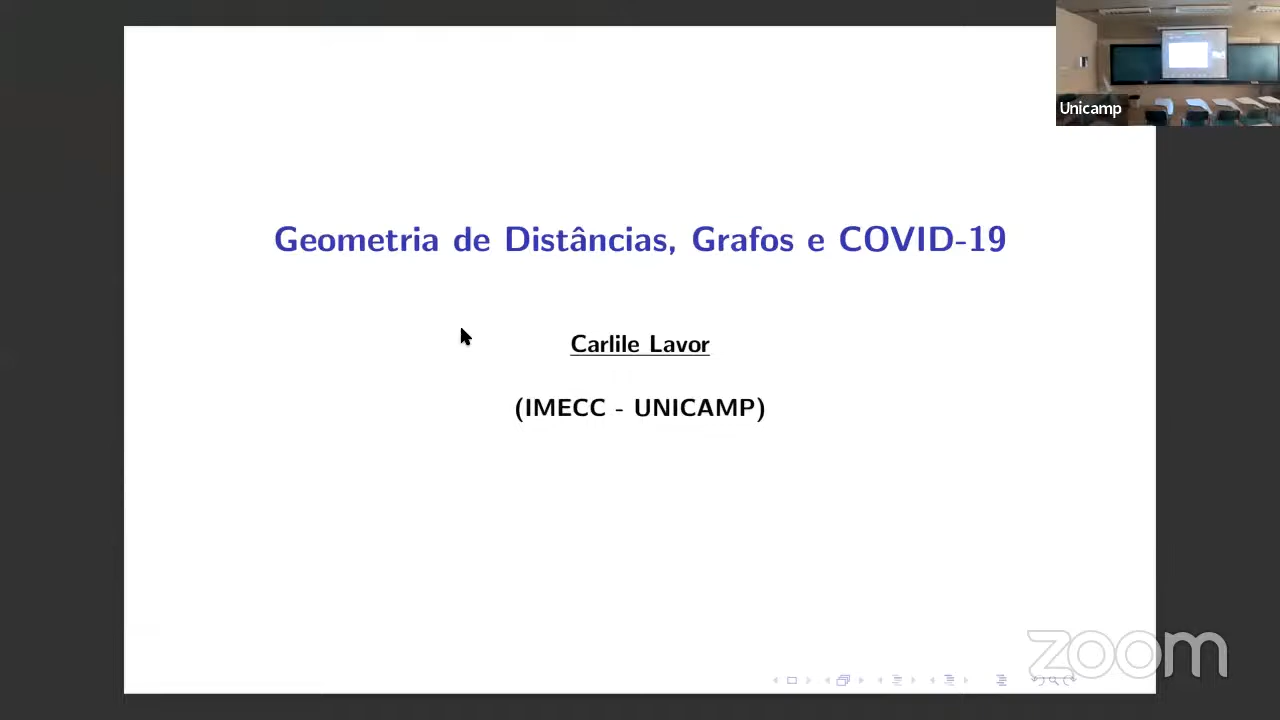 Unicamp
Geometria de Distâncias, Grafos e COVID-19
Carlile Lavor
(IMECC - UNICAMP)
zoom